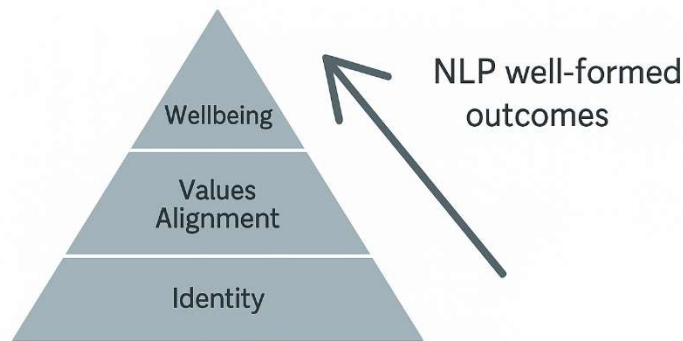 NLP well-formed
outcomes
Wellbeing
Values
Alignment
Identity